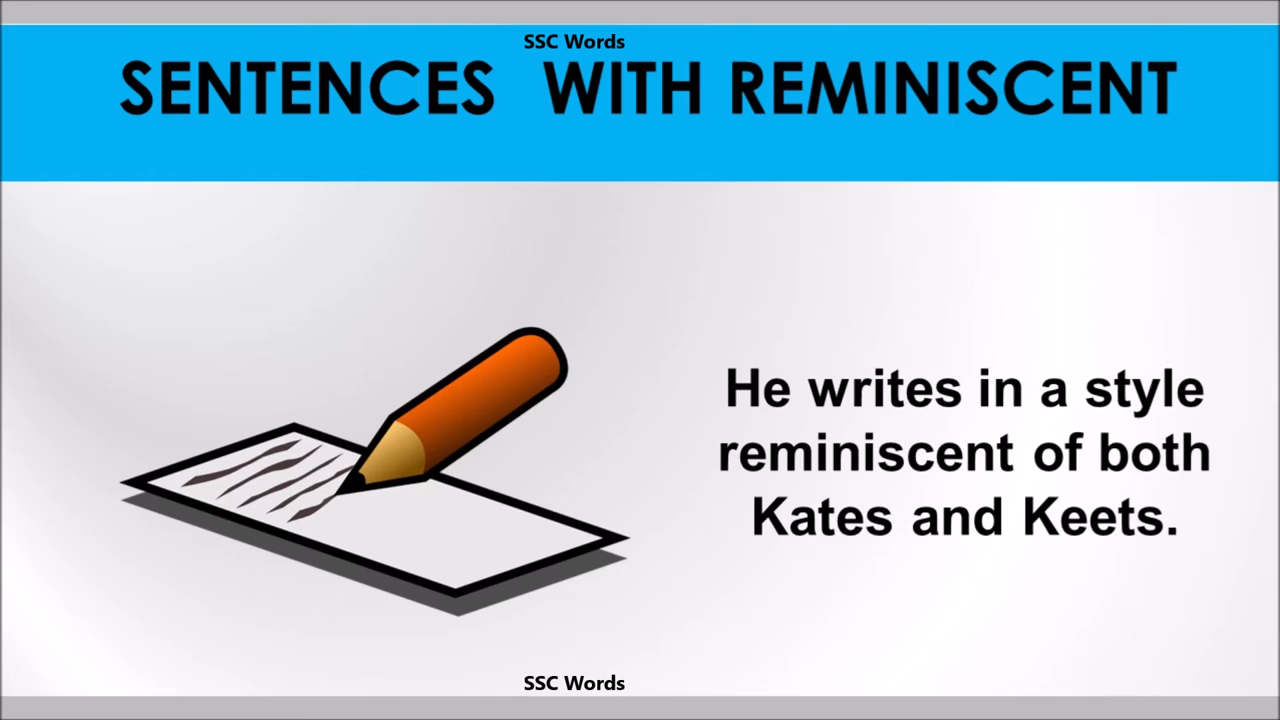 SSC Words
SENTENCES WITH REMINISCENT
He writes in a style
reminiscent of both
Kates and Keets.
SSC Words